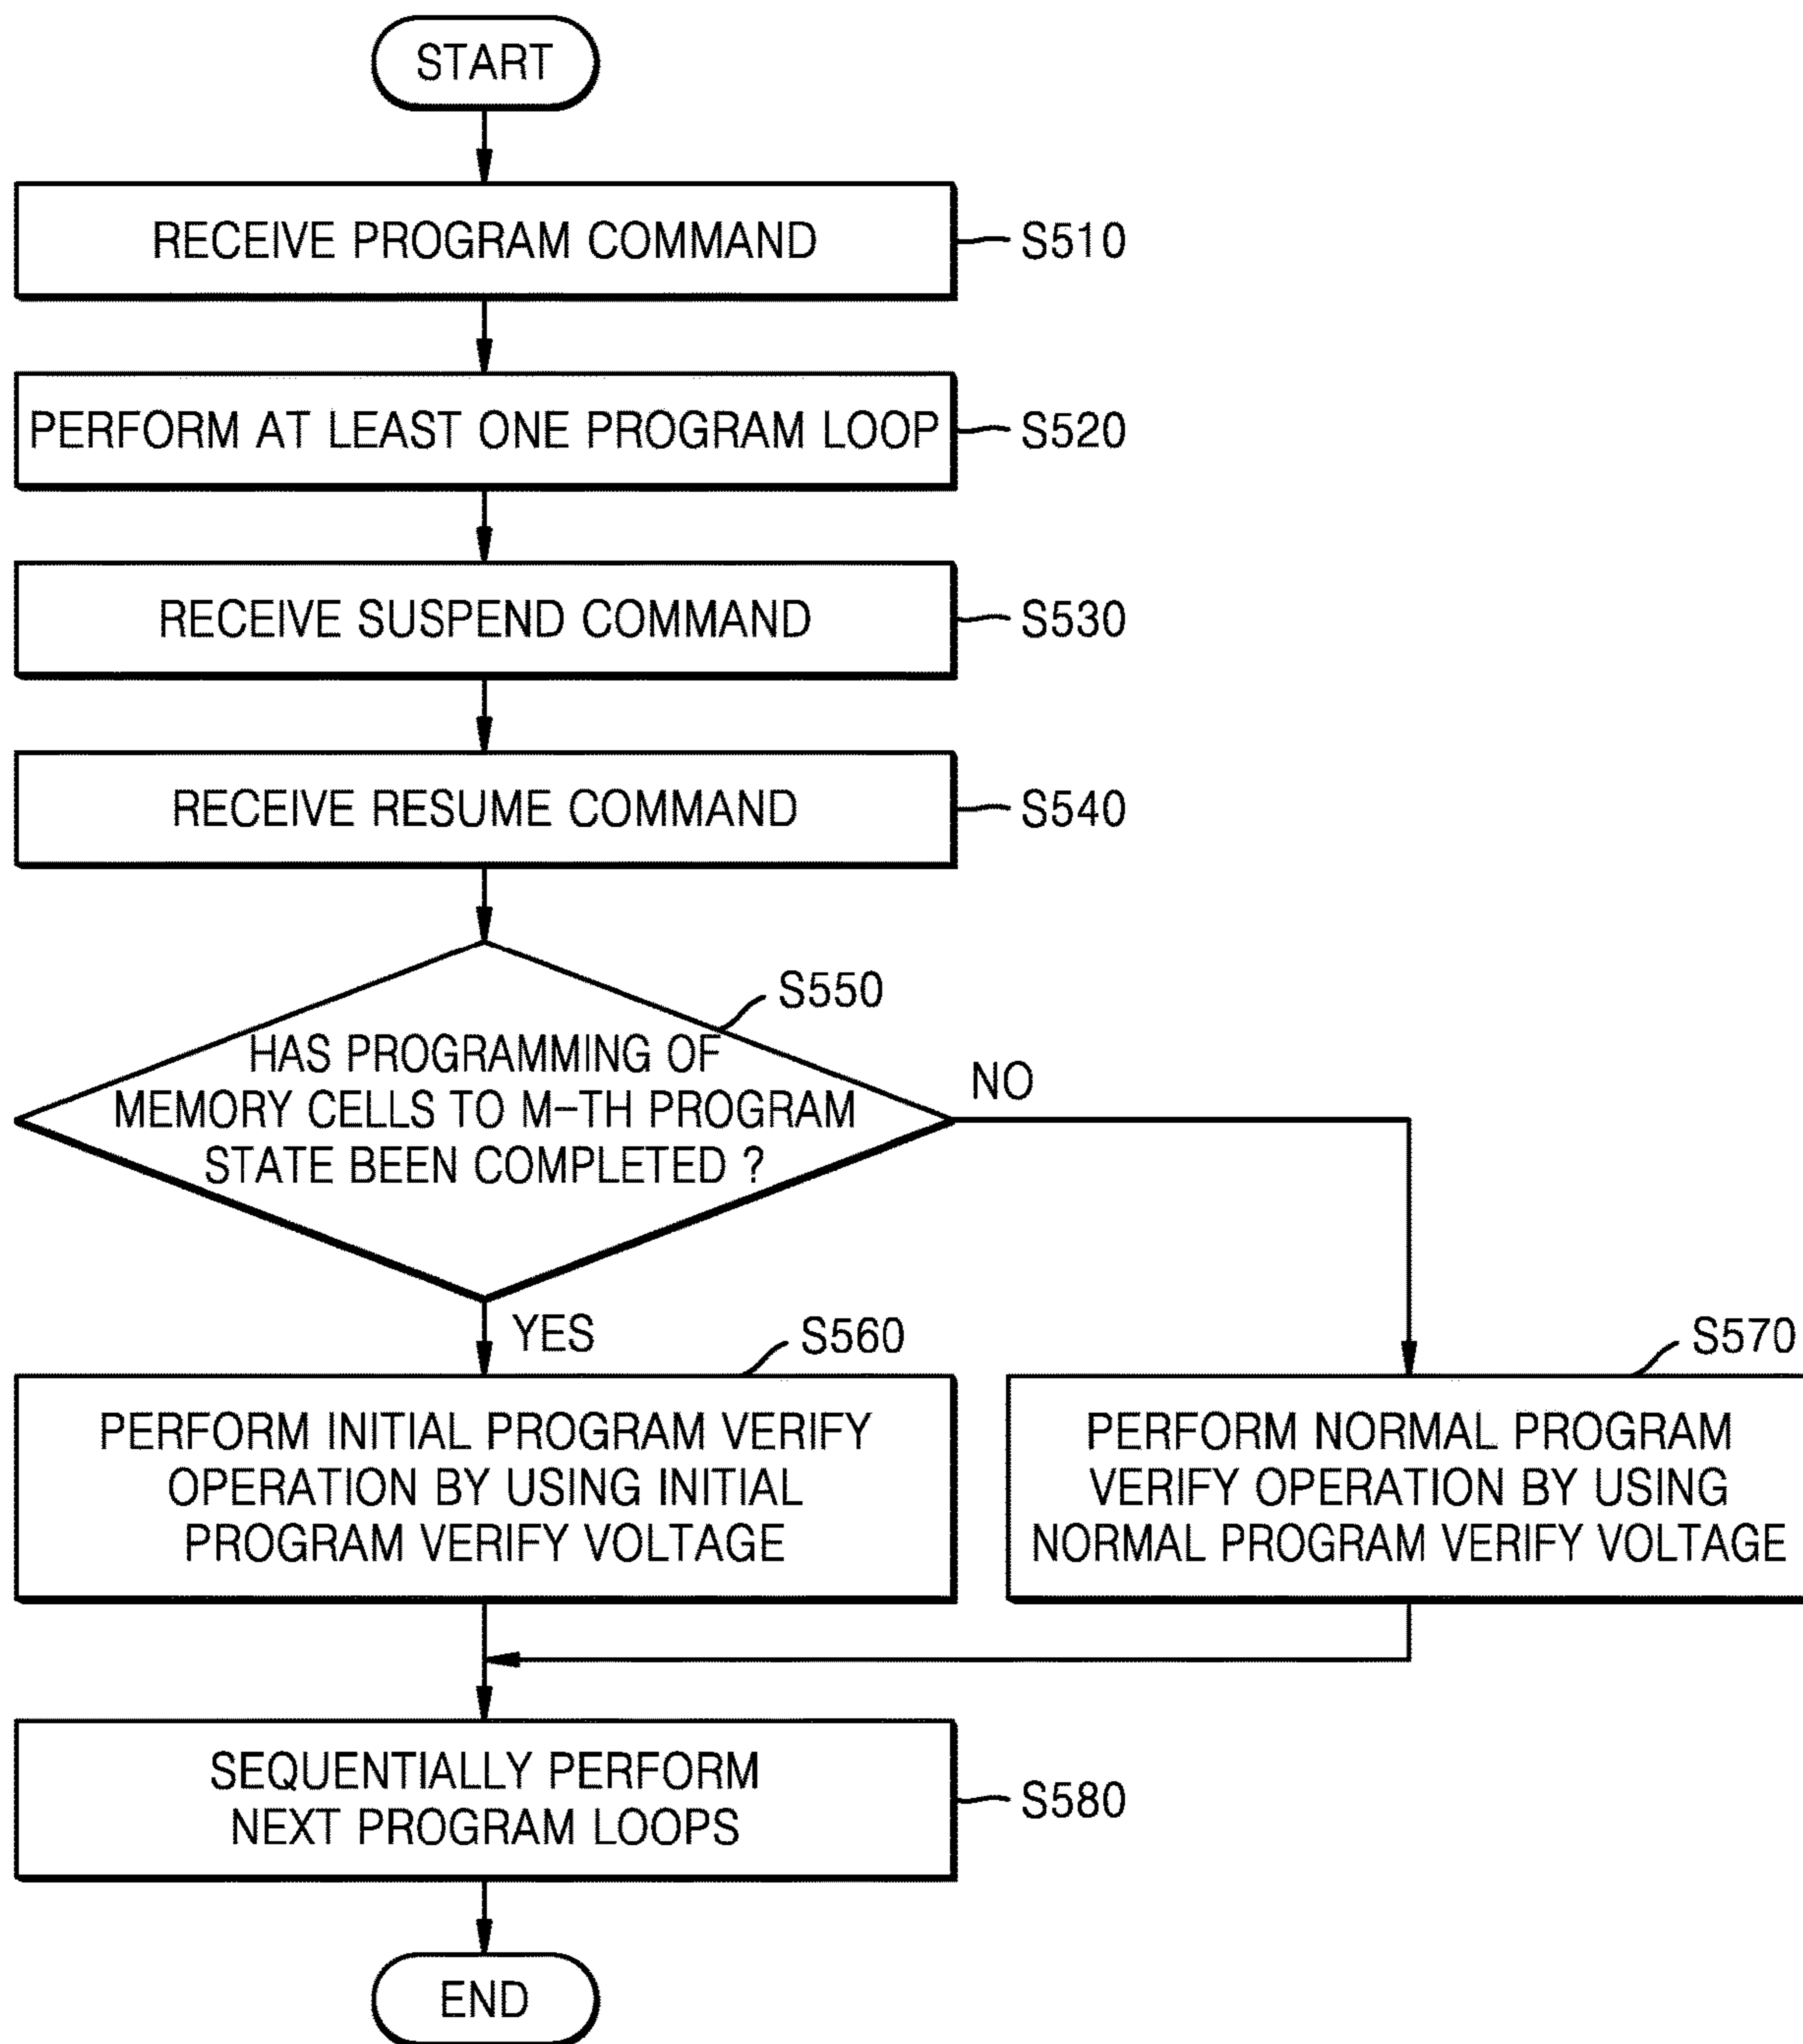 START
RECEIVE PROGRAM COMMAND
S510
PERFORM AT LEAST ONE PROGRAM LOOP
S520
RECEIVE SUSPEND COMMAND
S530
RECEIVE RESUME COMMAND
S540
S550
HAS PROGRAMMING OF
MEMORY CELLS TO M-TH PROGRAM
STATE BEEN COMPLETED ?
NO
YES
S560
PERFORM INITIAL PROGRAM VERIFY
OPERATION BY USING INITIAL
PROGRAM VERIFY VOLTAGE
S570
PERFORM NORMAL PROGRAM
VERIFY OPERATION BY USING
NORMAL PROGRAM VERIFY VOLTAGE
SEQUENTIALLY PERFORM
NEXT PROGRAM LOOPS
S580
END